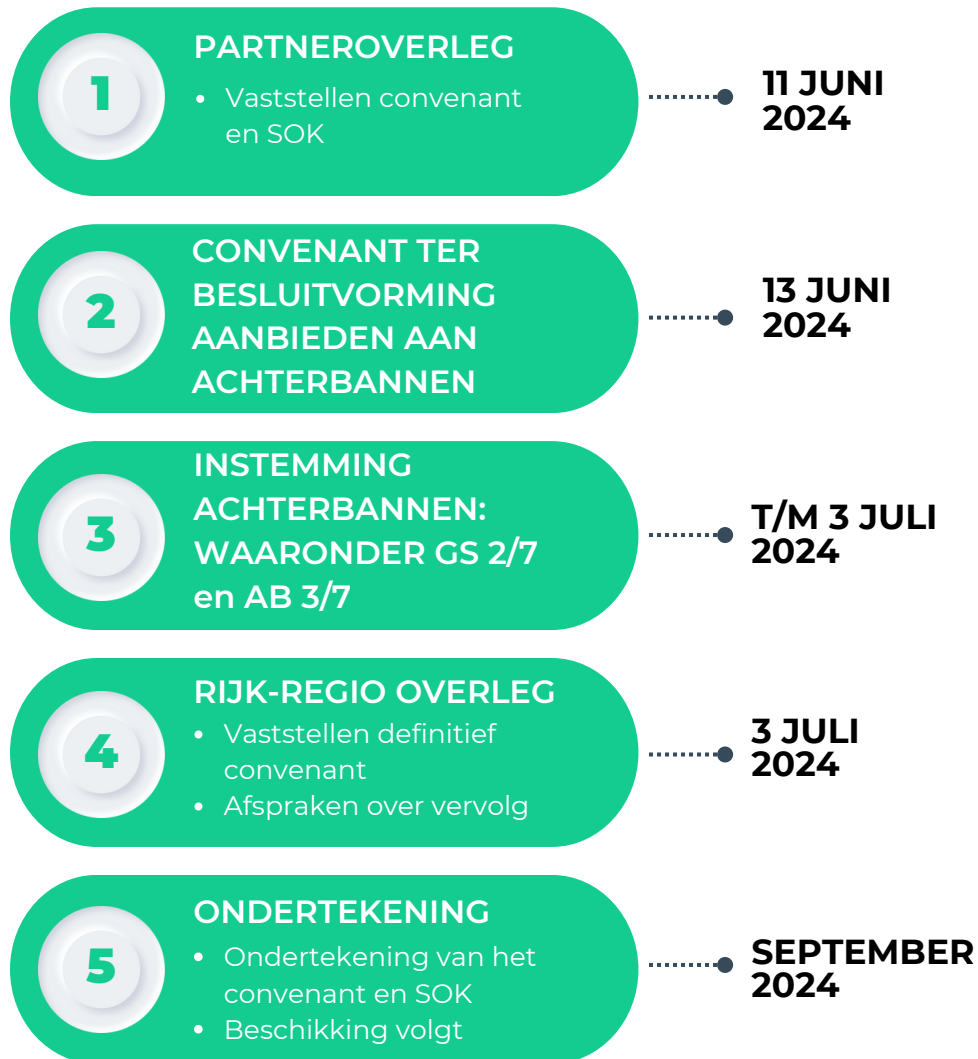 1
PARTNEROVERLEG
• Vaststellen convenant
en SOK
11 JUNI
2024
2
CONVENANT TER
BESLUITVORMING
AANBIEDEN AAN
ACHTERBANNEN
13 JUNI
2024
3
INSTEMMING
ACHTERBANNEN:
WAARONDER GS 2/7
en AB 3/7
T/M 3 JULI
2024
4
RIJK-REGIO OVERLEG
• Vaststellen definitief
convenant
• Afspraken over vervolg
3 JULI
2024
5
ONDERTEKENING
• Ondertekening van het
convenant en SOK
• Beschikking volgt
SEPTEMBER
2024